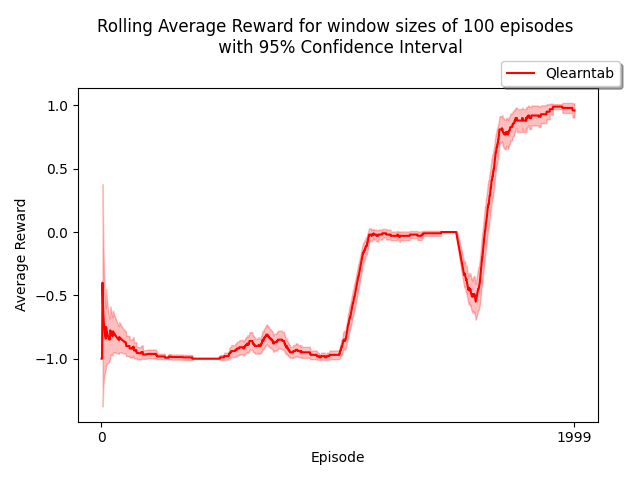 Rolling Average Reward for window sizes of 100 episodes
with 95% Confidence Interval
Qlearntab
1.0
0.5
0.0
−0.5
−1.0
Average Reward
0
1999
Episode